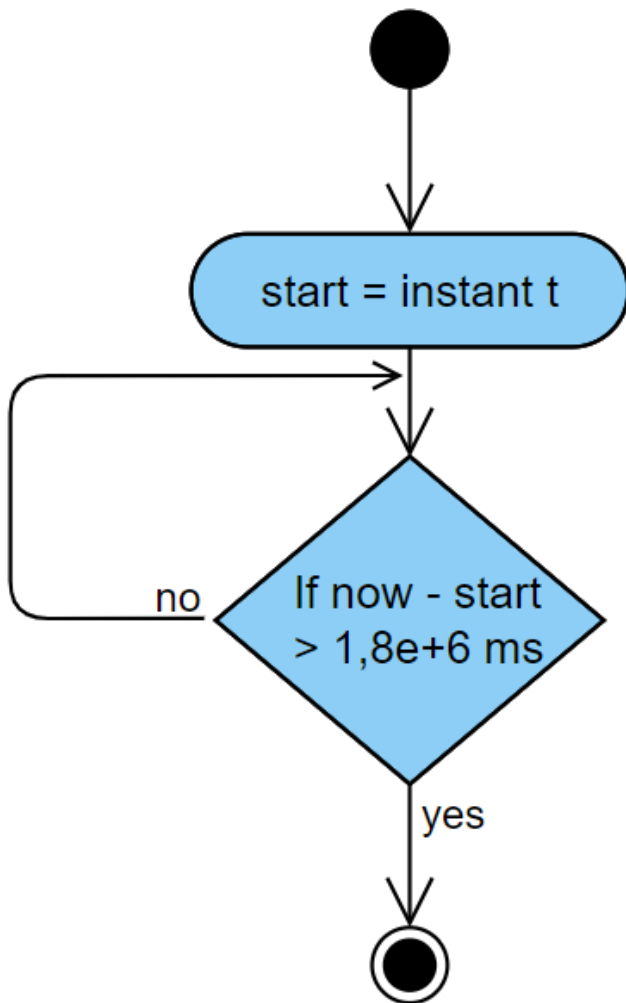 start = instant t
If now - start
> 1,8e+6 ms
no
yes